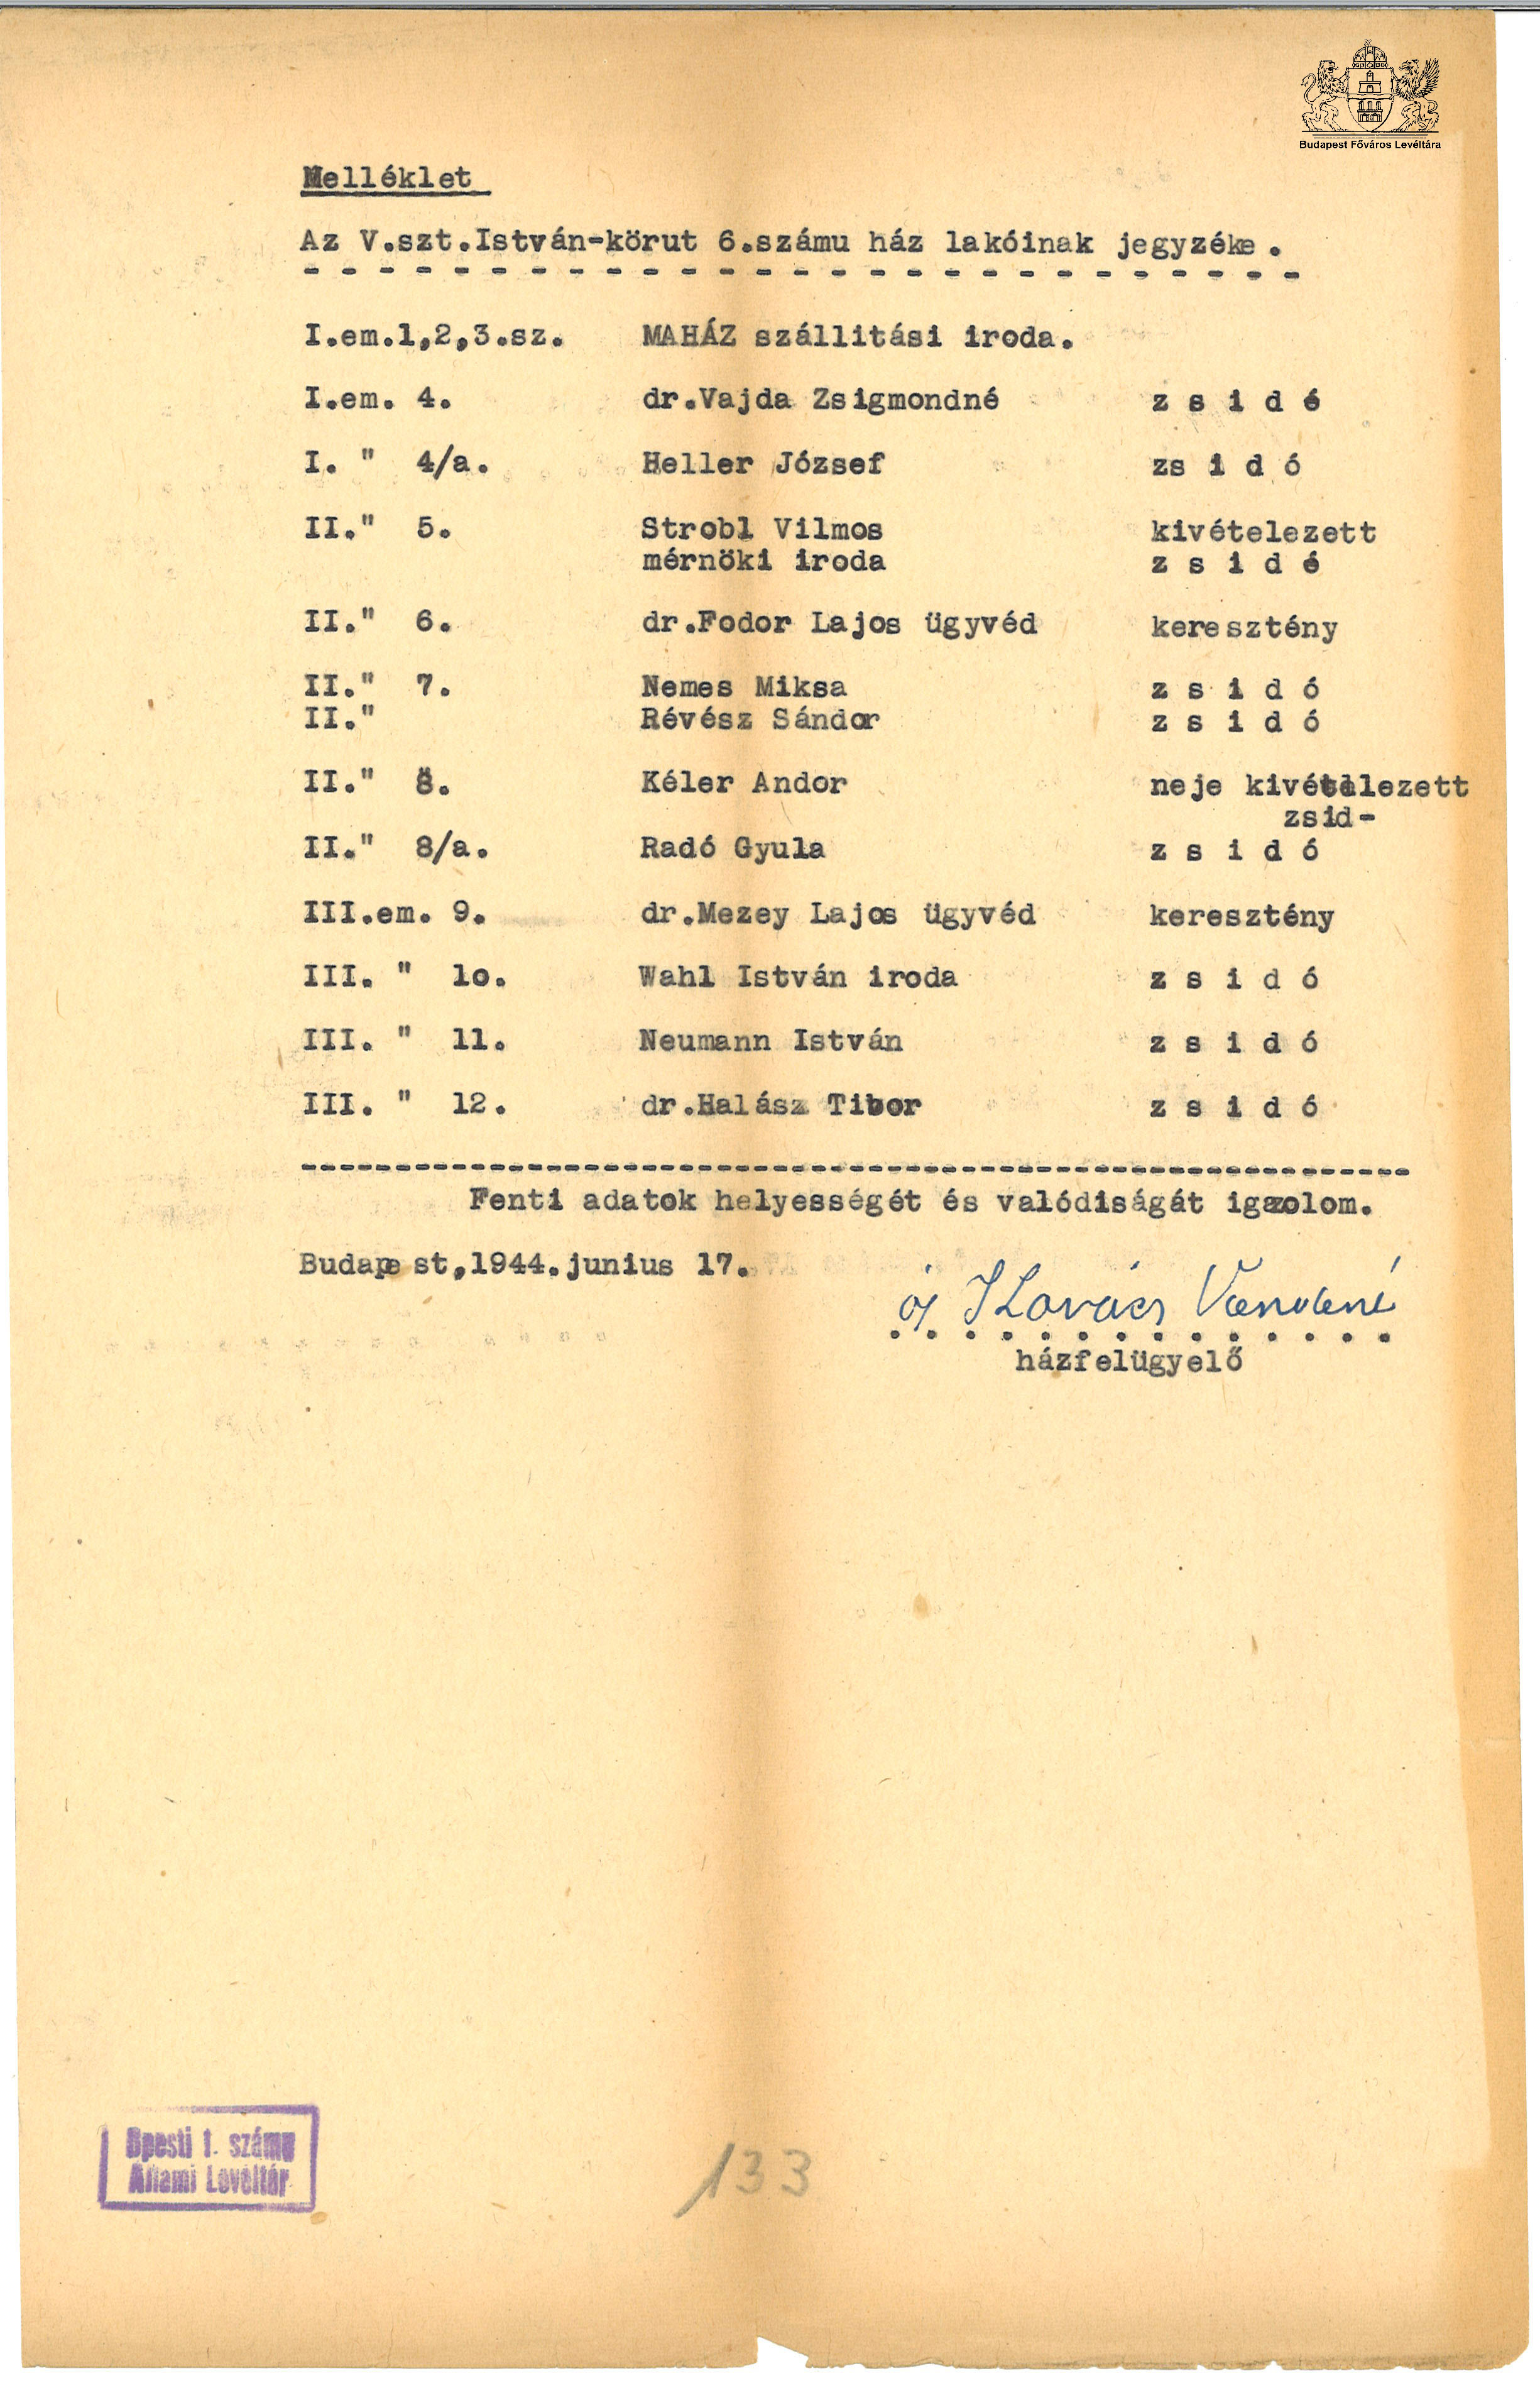 Budapest Főváros Levéltára
Melléklet
Az V.szt.István-körut 6.számu ház lakóinak jegyzéke.
I.em.1,2,3.sz. MAHÁZ szállitási iroda.
I.em. 4. dr.Vajda Zsigmondné z s i d ó
I. " 4/a. Heller József zs i d ó
II." 5. Strobl Vilmos kivételezett
mérnöki iroda z s i d ó
II." 6. dr.Fodor Lajos ügyvéd keresztény
II." 7. Nemes Miksa z s i d ó
II." Révész Sándor z s i d ó
II." 8. Kéler Andor neje kivételezett
zsid-
II." 8/a. Radó Gyula z s i d ó
III.em. 9. dr.Mezey Lajos ügyvéd keresztény
III. " lo. Wahl István iroda z s i d ó
III. " 11. Neumann István z s i d ó
III. " 12. dr.Halász Tibor z s i d ó
Fenti adatok helyességét és valódiságát igazolom.
Budapest,1944.junius 17.
Kovács
házfelügyelő
Bpesti 1. számu
Állami Levéltár
133